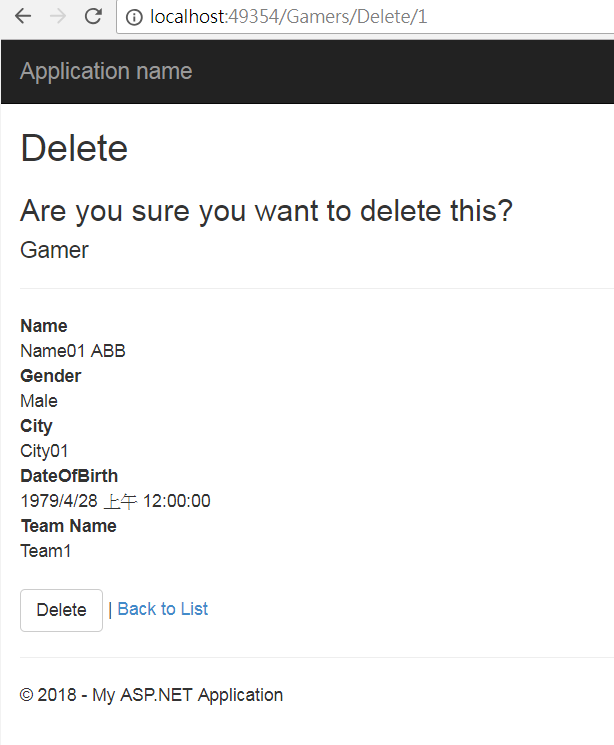 localhost:49354/Gamers/Delete/1
Application name
Delete
Are you sure you want to delete this?
Gamer
Name
Name01 ABB
Gender
Male
City
City01
DateOfBirth
1979/4/28 上午 12:00:00
Team Name
Team1
Delete | Back to List
© 2018 - My ASP.NET Application